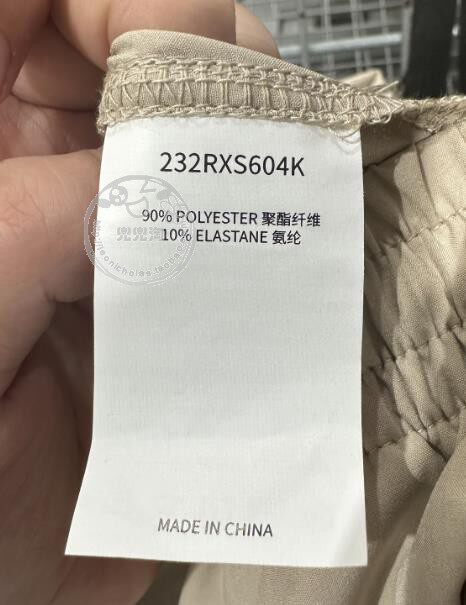 232RXS604K
90% POLYESTER 聚酯纤维
10% ELASTANE 氨纶
MADE IN CHINA